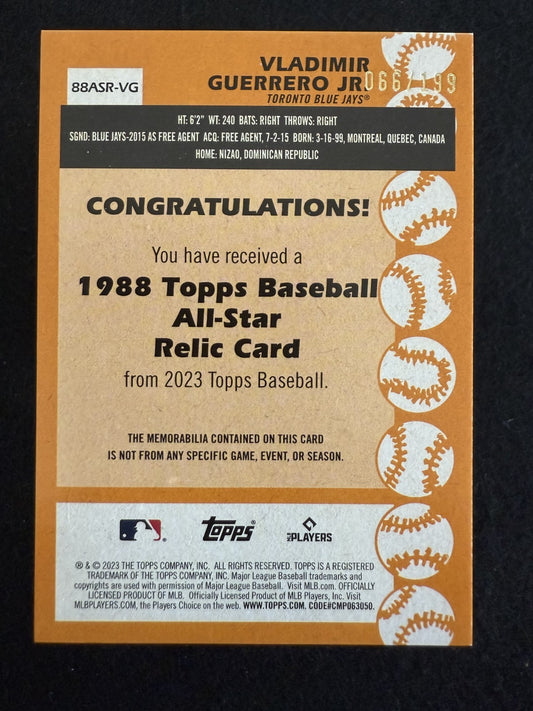 VLADIMIR
GUERRERO JR.
066/199
88ASR-VG
TORONTO BLUE JAYS®
HT: 6'2" WT: 240 BATS: RIGHT THROWS: RIGHT
SGND: BLUE JAYS-2015 AS FREE AGENT ACQ: FREE AGENT, 7-2-15 BORN: 3-16-99, MONTREAL, QUEBEC, CANADA
HOME: NIZAO, DOMINICAN REPUBLIC
CONGRATULATIONS!
You have received a
1988 Topps Baseball
All-Star
Relic Card
from 2023 Topps Baseball.
THE MEMORABILIA CONTAINED ON THIS CARD
IS NOT FROM ANY SPECIFIC GAME, EVENT, OR SEASON.
topps®
MLB PLAYERS
® & © 2023 THE TOPPS COMPANY, INC. ALL RIGHTS RESERVED. TOPPS IS A REGISTERED
TRADEMARK OF THE TOPPS COMPANY, INC. Major League Baseball trademarks and
copyrights are used with permission of Major League Baseball. Visit MLB.com. OFFICIALLY
LICENSED PRODUCT OF MLB. Officially Licensed Product of MLB Players, Inc. Visit
MLBPLAYERS.COM, the Players Choice on the web. WWW.TOPPS.COM. CODE#CMP063050.